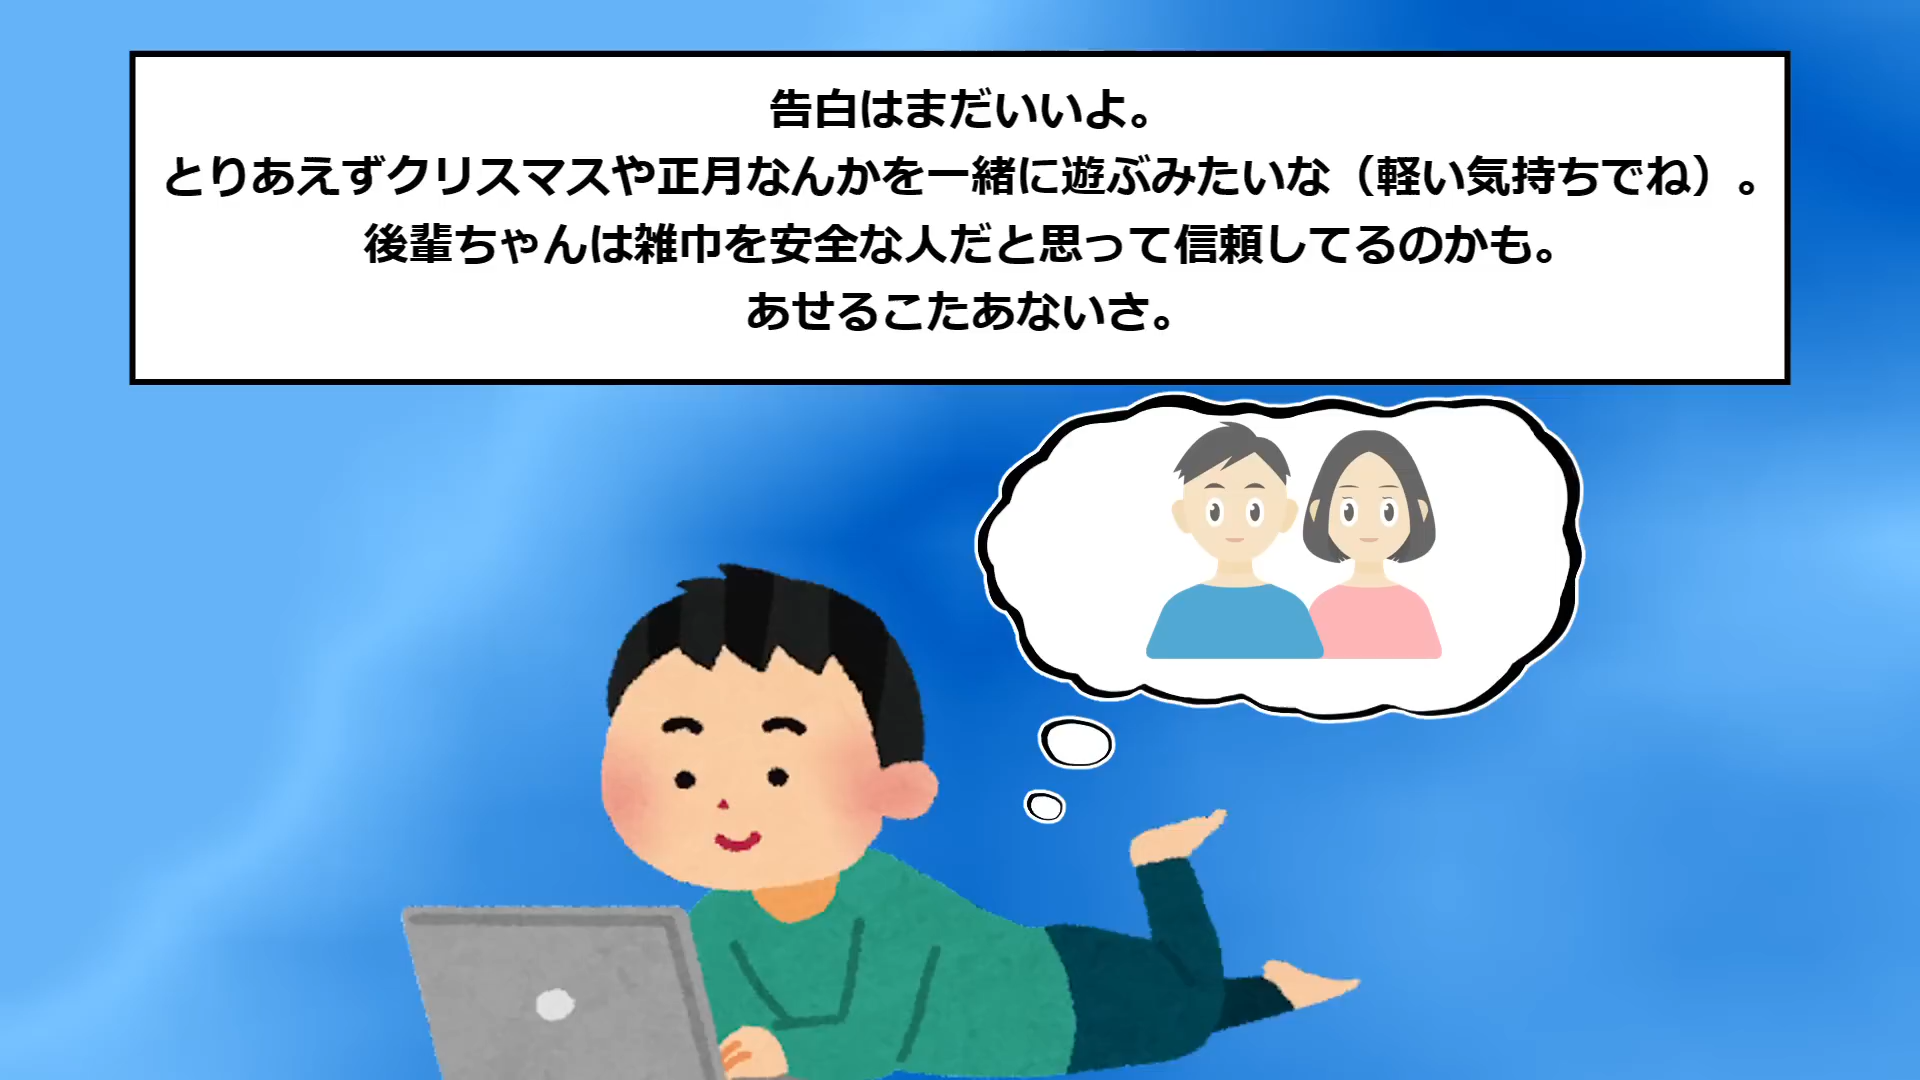 告白はまだいいよ。
とりあえずクリスマスや正月なんかを一緒に遊ぶみたいな（軽い気持ちでね）。
後輩ちゃんは雑巾を安全な人だと思って信頼してるのかも。
あせるこたあないさ。